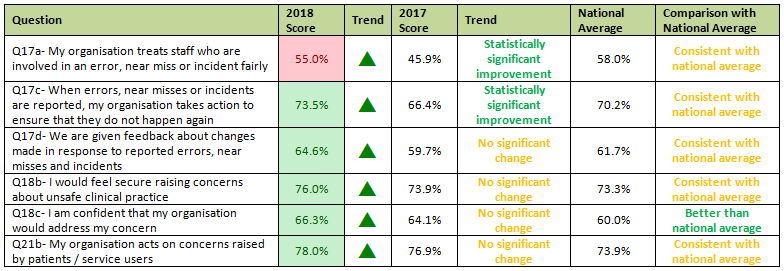 Question 2018 Score Trend 2017 Score Trend National Average Comparison with National Average
Q17a- My organisation treats staff who are
involved in an error, near miss or incident fairly
55.0%
45.9%
Statistically
significant
improvement
58.0%
Consistent with
national average
Q17c- When errors, near misses or incidents
are reported, my organisation takes action to
ensure that they do not happen again
73.5%
66.4%
Statistically
significant
improvement
70.2%
Consistent with
national average
Q17d- We are given feedback about changes
made in response to reported errors, near
misses and incidents
64.6%
59.7%
No significant
change
61.7%
Consistent with
national average
Q18b- I would feel secure raising concerns
about unsafe clinical practice
76.0%
73.9%
No significant
change
73.3%
Consistent with
national average
Q18c- I am confident that my organisation
would address my concern
66.3%
64.1%
No significant
change
60.0%
Better than
national average
Q21b- My organisation acts on concerns raised
by patients / service users
78.0%
76.9%
No significant
change
73.9%
Consistent with
national average